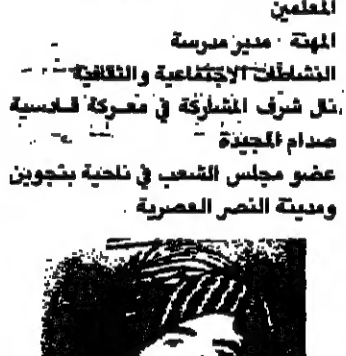 المعلمين
المهنة مدير مدرسة
النشاطات الاجتماعية والثقافية
نال شرف المشاركة في معركة قادسية
صدام المجيدة
عضو مجلس الشعب في ناحية بنجوين
ومدينة النصر العصرية .